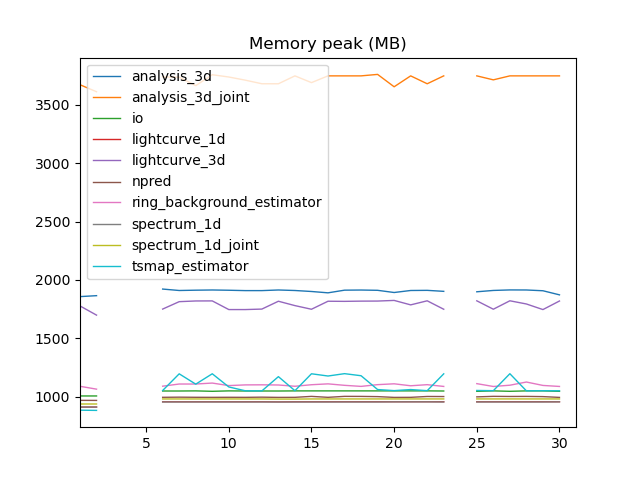 Memory peak (MB)
analysis_3d
analysis_3d_joint
io
lightcurve_1d
lightcurve_3d
npred
ring_background_estimator
spectrum_1d
spectrum_1d_joint
tsmap_estimator
3500
3000
2500
2000
1500
1000
5 10 15 20 25 30